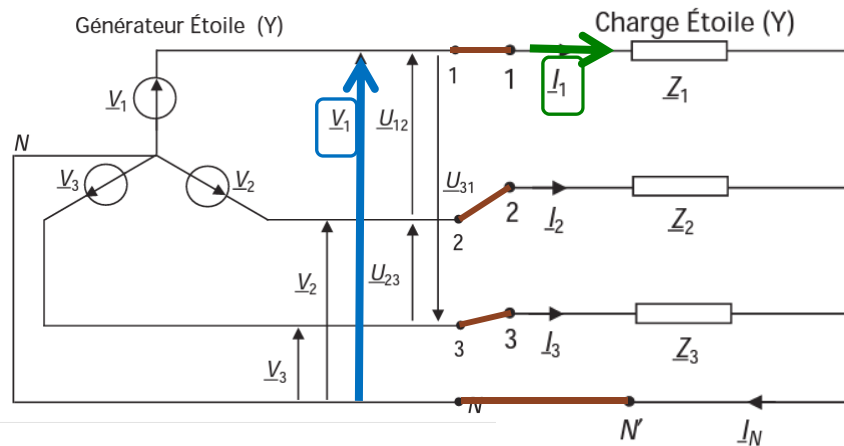 Générateur Étoile (Y)
Charge Étoile (Y)
V1
V1
U12
1
1
I1
Z1
N
V3
V2
U31
2
2
I2
Z2
V2
U23
3
3
I3
Z3
V3
N
N'
IN